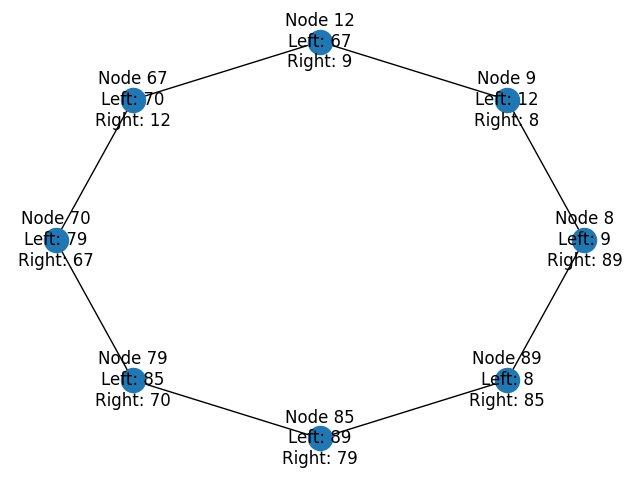 Node 12
Left: 67
Right: 9
Node 67
Left: 70
Right: 12
Node 9
Left: 12
Right: 8
Node 70
Left: 79
Right: 67
Node 8
Left: 9
Right: 89
Node 79
Left: 85
Right: 70
Node 89
Left: 8
Right: 85
Node 85
Left: 89
Right: 79